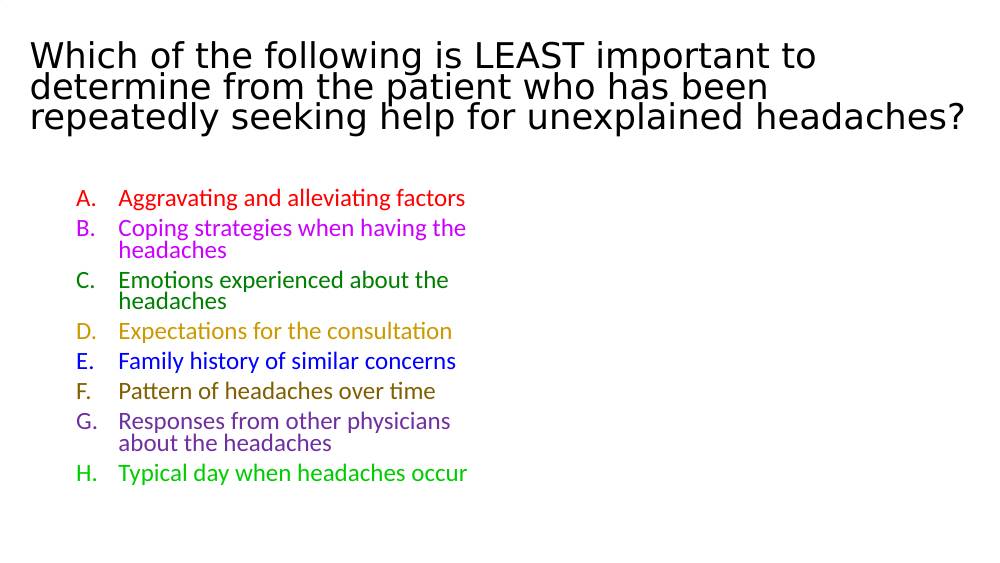 Which of the following is LEAST important to
determine from the patient who has been
repeatedly seeking help for unexplained headaches?
A. Aggravating and alleviating factors
B. Coping strategies when having the
headaches
C. Emotions experienced about the
headaches
D. Expectations for the consultation
E. Family history of similar concerns
F. Pattern of headaches over time
G. Responses from other physicians
about the headaches
H. Typical day when headaches occur